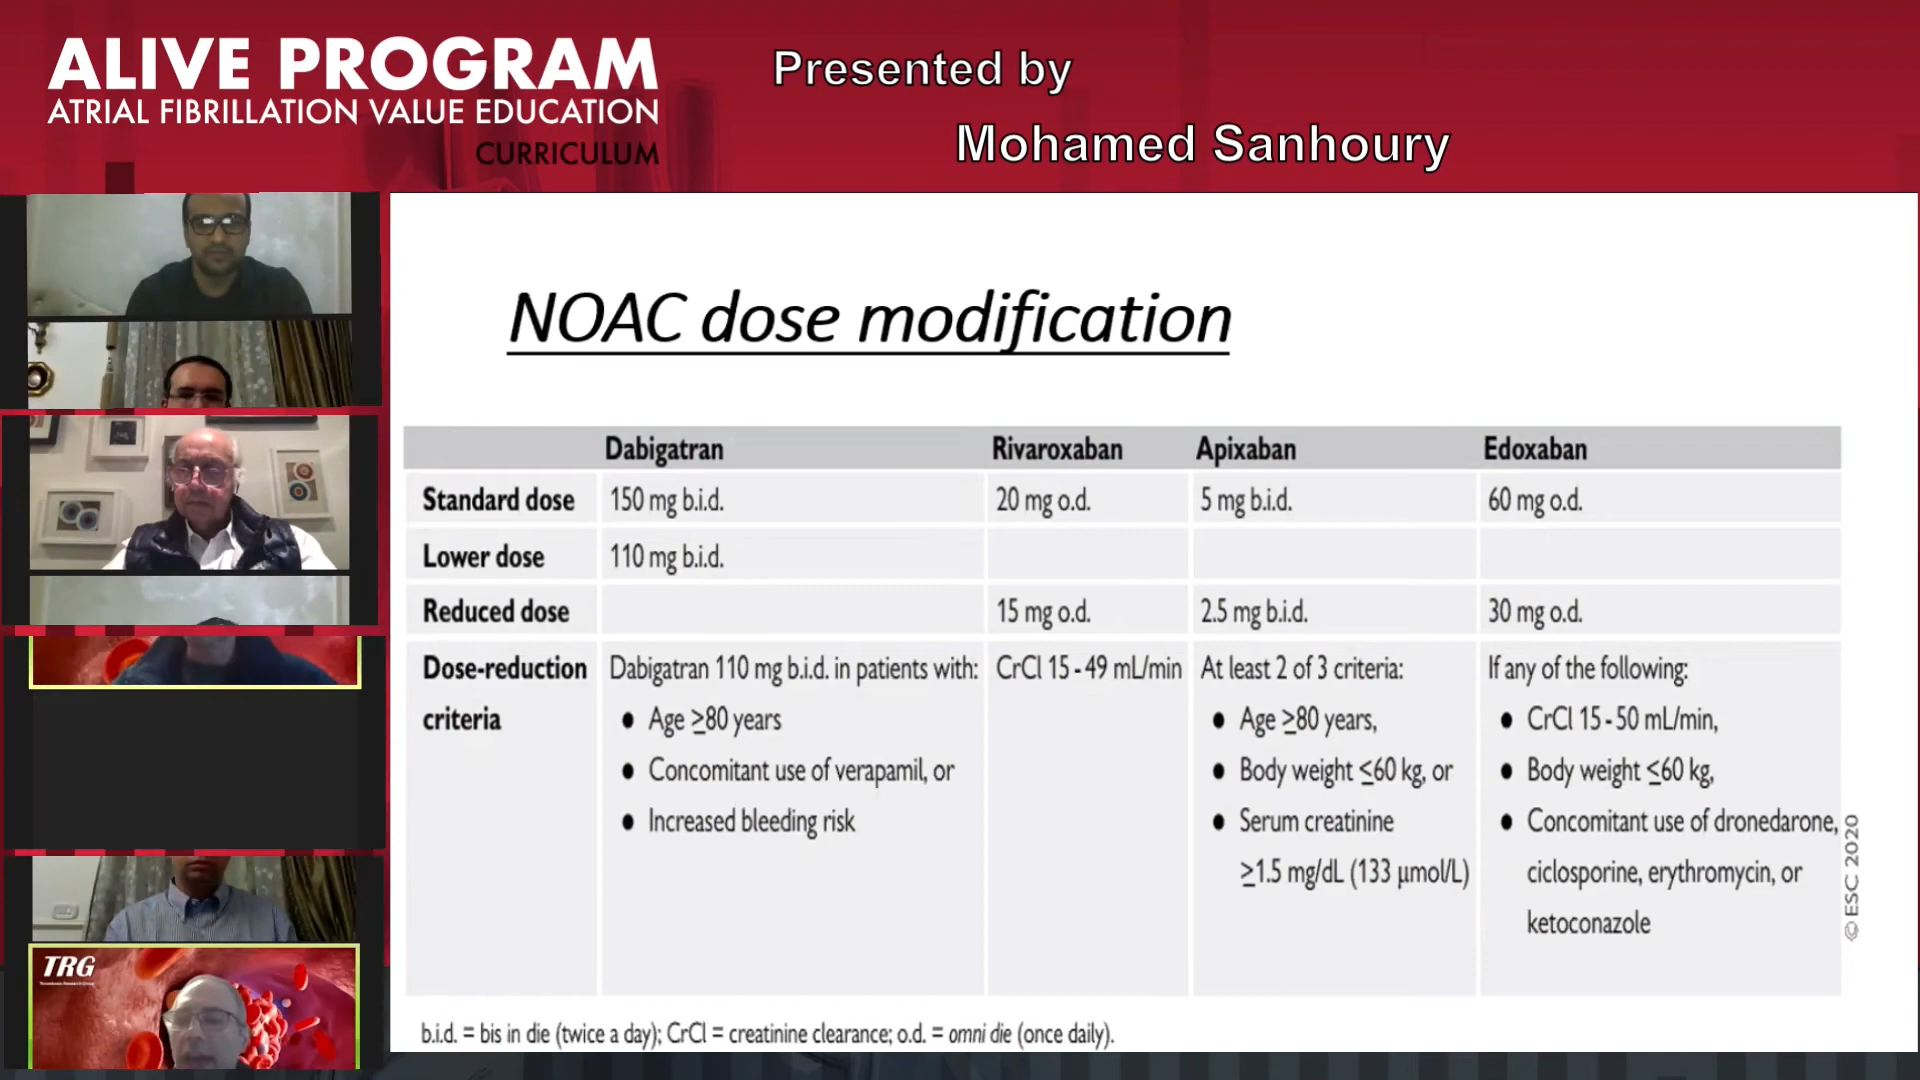 ALIVE PROGRAM
ATRIAL FIBRILLATION VALUE EDUCATION
CURRICULUM
Presented by
Mohamed Sanhoury
NOAC dose modification
Dabigatran Rivaroxaban Apixaban Edoxaban
Standard dose 150 mg b.i.d. 20 mg o.d. 5 mg b.i.d. 60 mg o.d.
Lower dose 110 mg b.i.d.
Reduced dose 15 mg o.d. 2.5 mg b.i.d. 30 mg o.d.
Dose-reduction criteria
Dabigatran 110 mg b.i.d. in patients with:
● Age ≥80 years
● Concomitant use of verapamil, or
● Increased bleeding risk
CrCl 15 - 49 mL/min
At least 2 of 3 criteria:
● Age ≥80 years,
● Body weight ≤60 kg, or
● Serum creatinine
≥1.5 mg/dL (133 μmol/L)
If any of the following:
● CrCl 15 - 50 mL/min,
● Body weight ≤60 kg,
● Concomitant use of dronedarone,
ciclosporine, erythromycin, or
ketoconazole
©ESC 2020
b.i.d. = bis in die (twice a day); CrCl = creatinine clearance; o.d. = omni die (once daily).
TRG